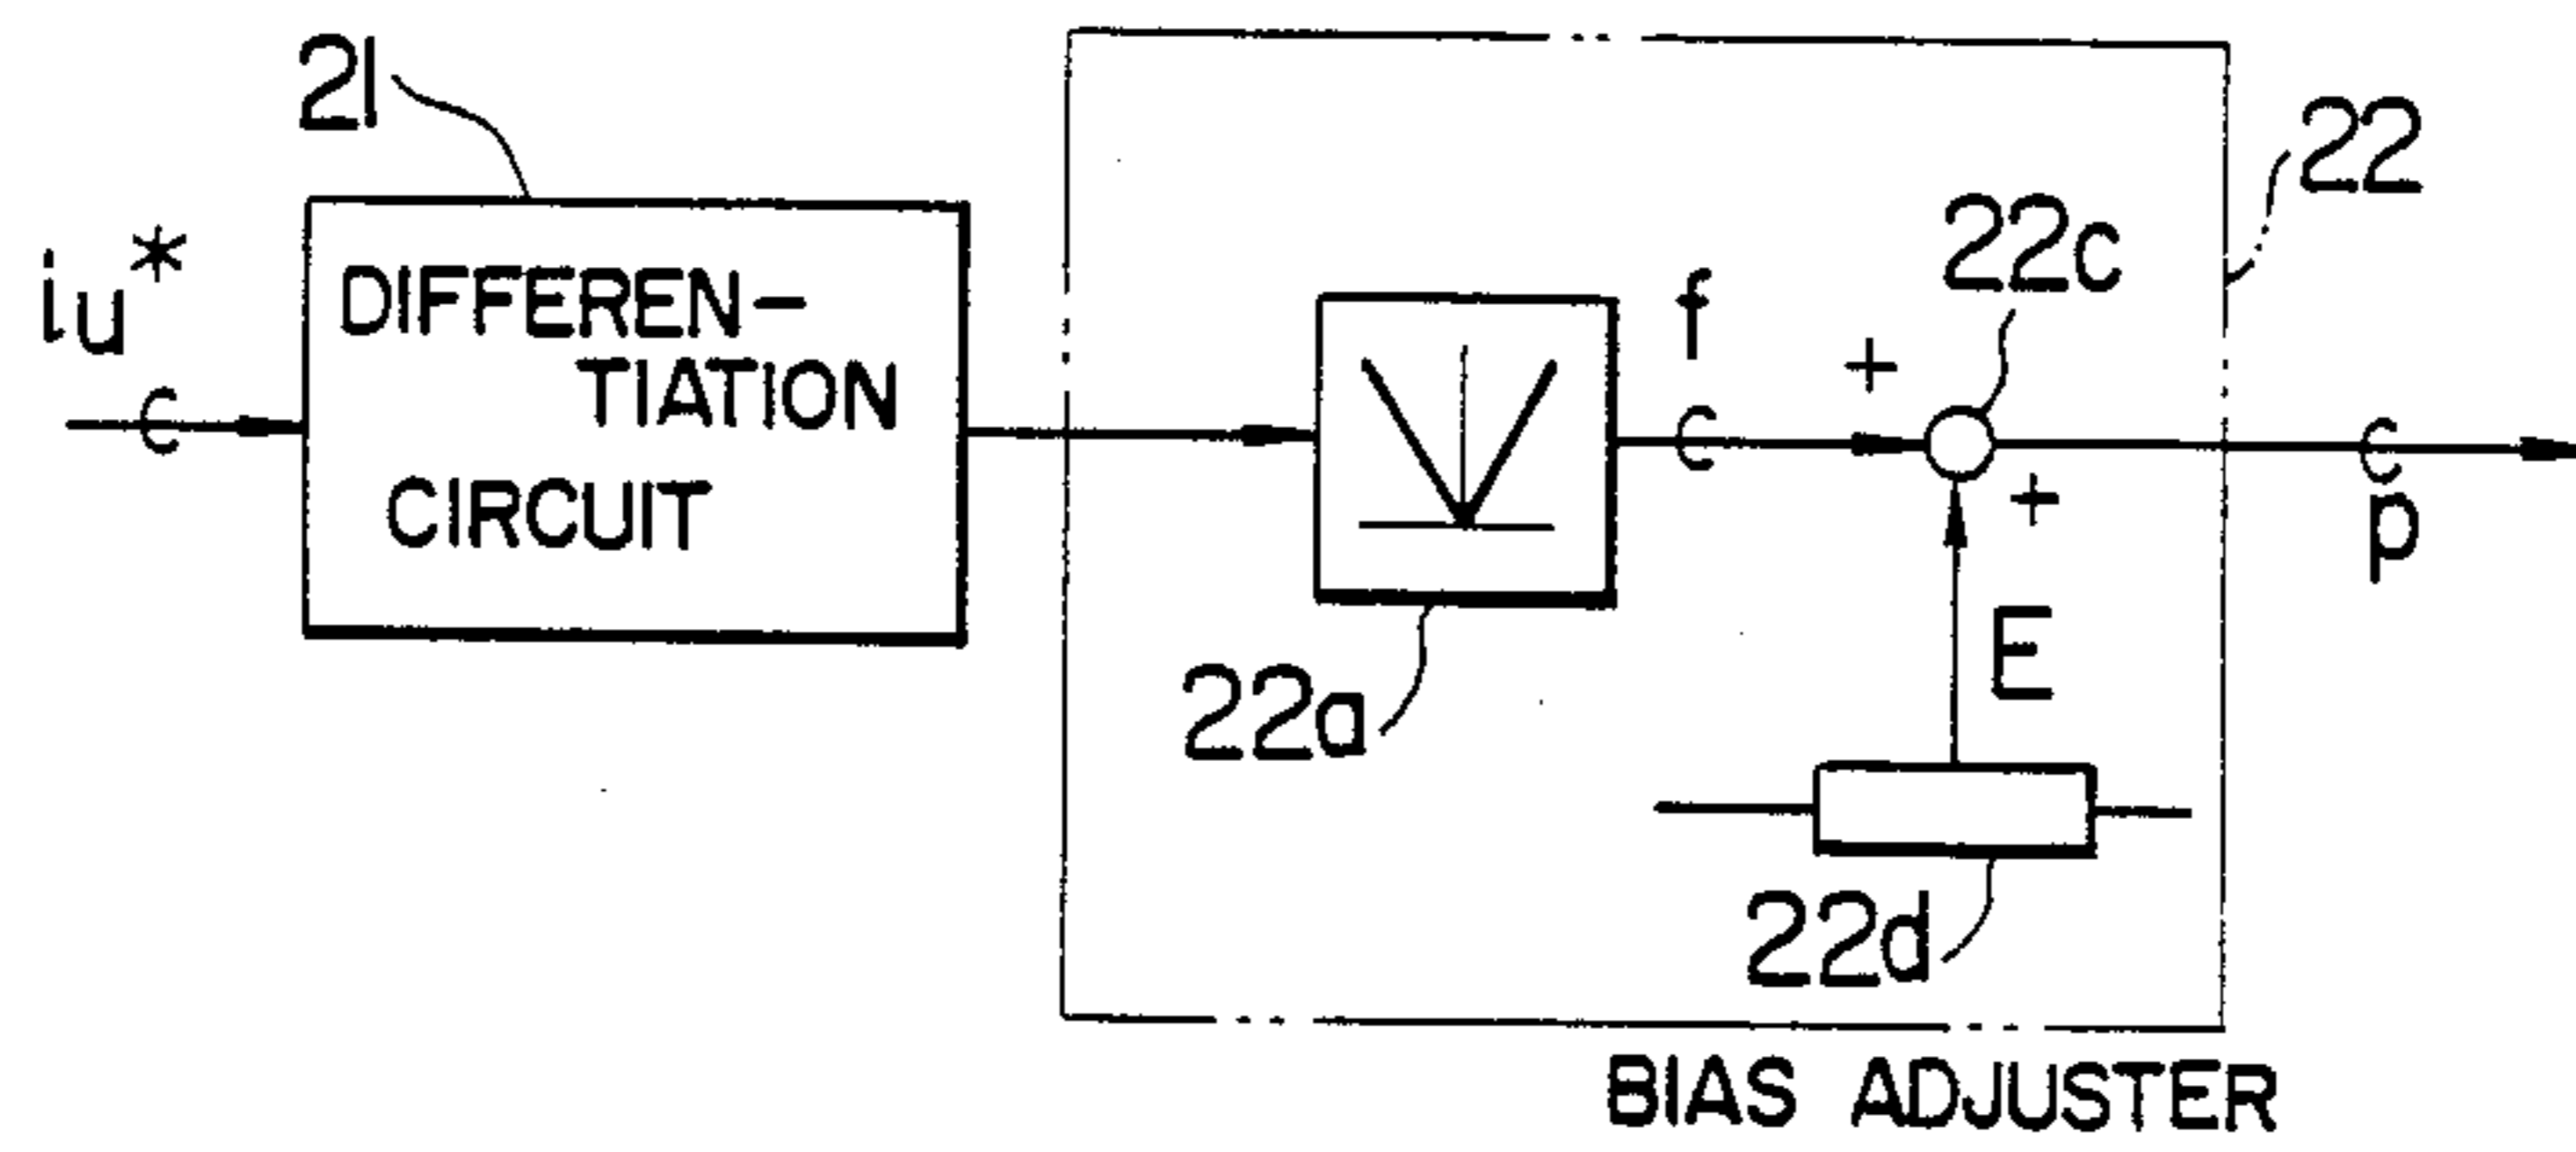 21
22
iu*
DIFFEREN-
TIATION
CIRCUIT
22c
f
+
+
p
E
22a
22d
BIAS ADJUSTER